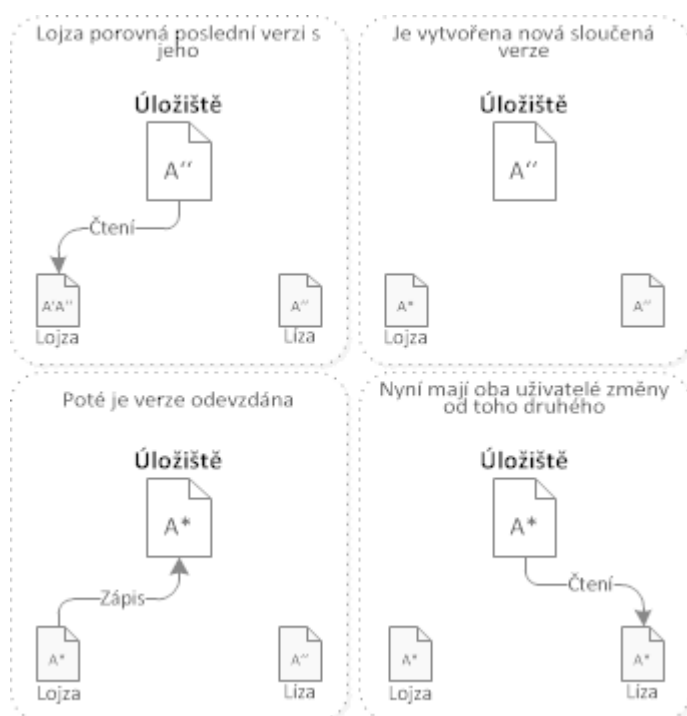 Lojza porovná poslední verzi s
jeho
Úložiště
A′′
Čtení
A′A′′
Lojza
A′′
Líza
Je vytvořena nová sloučená
verze
Úložiště
A′′
A*
Lojza
A′′
Poté je verze odevzdána
Úložiště
A*
Zápis
A*
Lojza
A′′
Líza
Nyní mají oba uživatelé změny
od toho druhého
Úložiště
A*
Čtení
A*
Lojza
A*
Líza